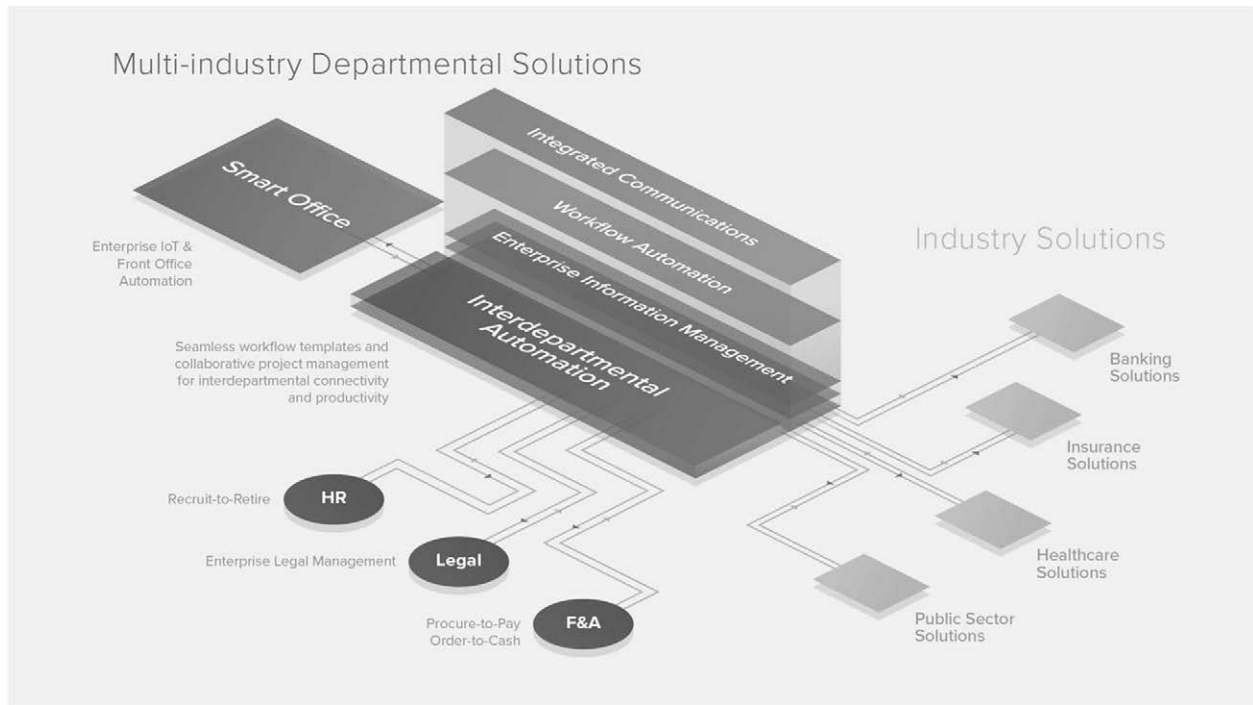 Multi-industry Departmental Solutions
Integrated Communications
Smart Office
Workflow Automation
Industry Solutions
Enterprise IoT &
Front Office
Automation
Enterprise Information Management
Interdepartmental
Automation
Seamless workflow templates and
collaborative project management
for interdepartmental connectivity
and productivity
Banking
Solutions
Insurance
Solutions
Recruit-to-Retire
HR
Healthcare
Solutions
Enterprise Legal Management
Legal
Public Sector
Solutions
Procure-to-Pay
Order-to-Cash
F&A